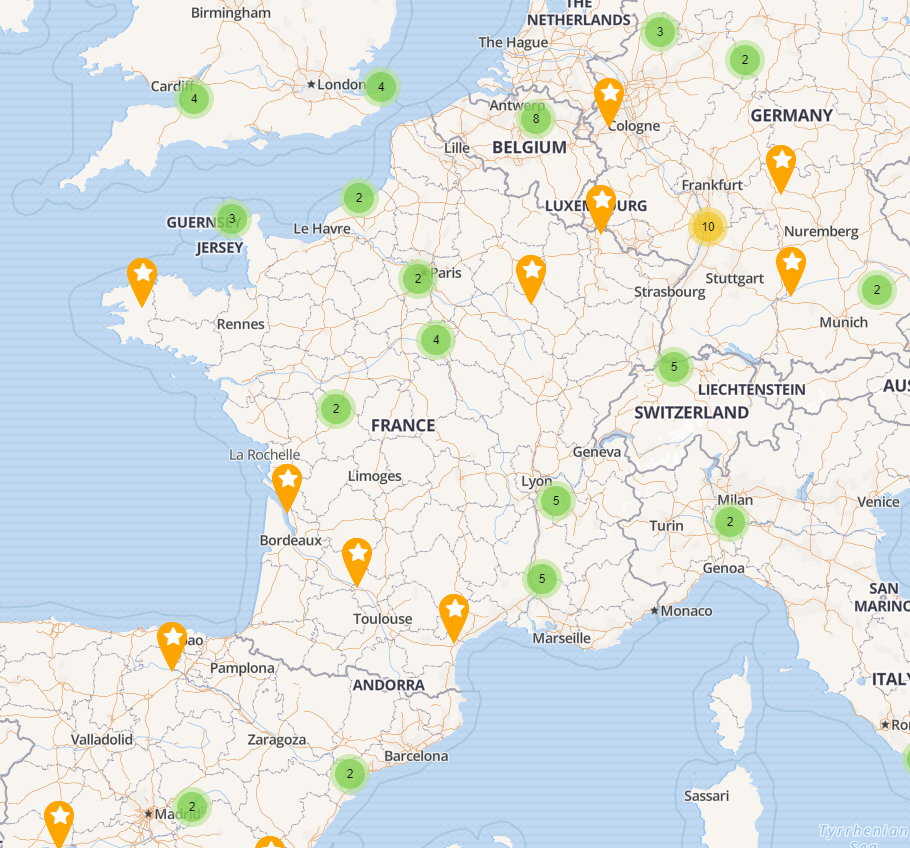 THE
NETHERLANDS
Birmingham
3
The Hague
2
Cardiff
4
London
4
Antwerp
8
GERMANY
Cologne
Lille
BELGIUM
Frankfurt
2
LUXEMBOURG
GUERNSEY
3
Le Havre
10
Nuremberg
JERSEY
2
Paris
Stuttgart
Strasbourg
2
Rennes
Munich
4
5
LIECHTENSTEIN
AUS
2
SWITZERLAND
FRANCE
La Rochelle
Geneva
Limoges
Lyon
5
Milan
Venice
2
Turin
Bordeaux
Genoa
5
SAN
MARINO
Monaco
Toulouse
Marseille
ao
Pamplona
ANDORRA
ITALY
Ro
Valladolid
Zaragoza
Barcelona
2
Sassari
2
Madrid
Tyrrhenian
Sea